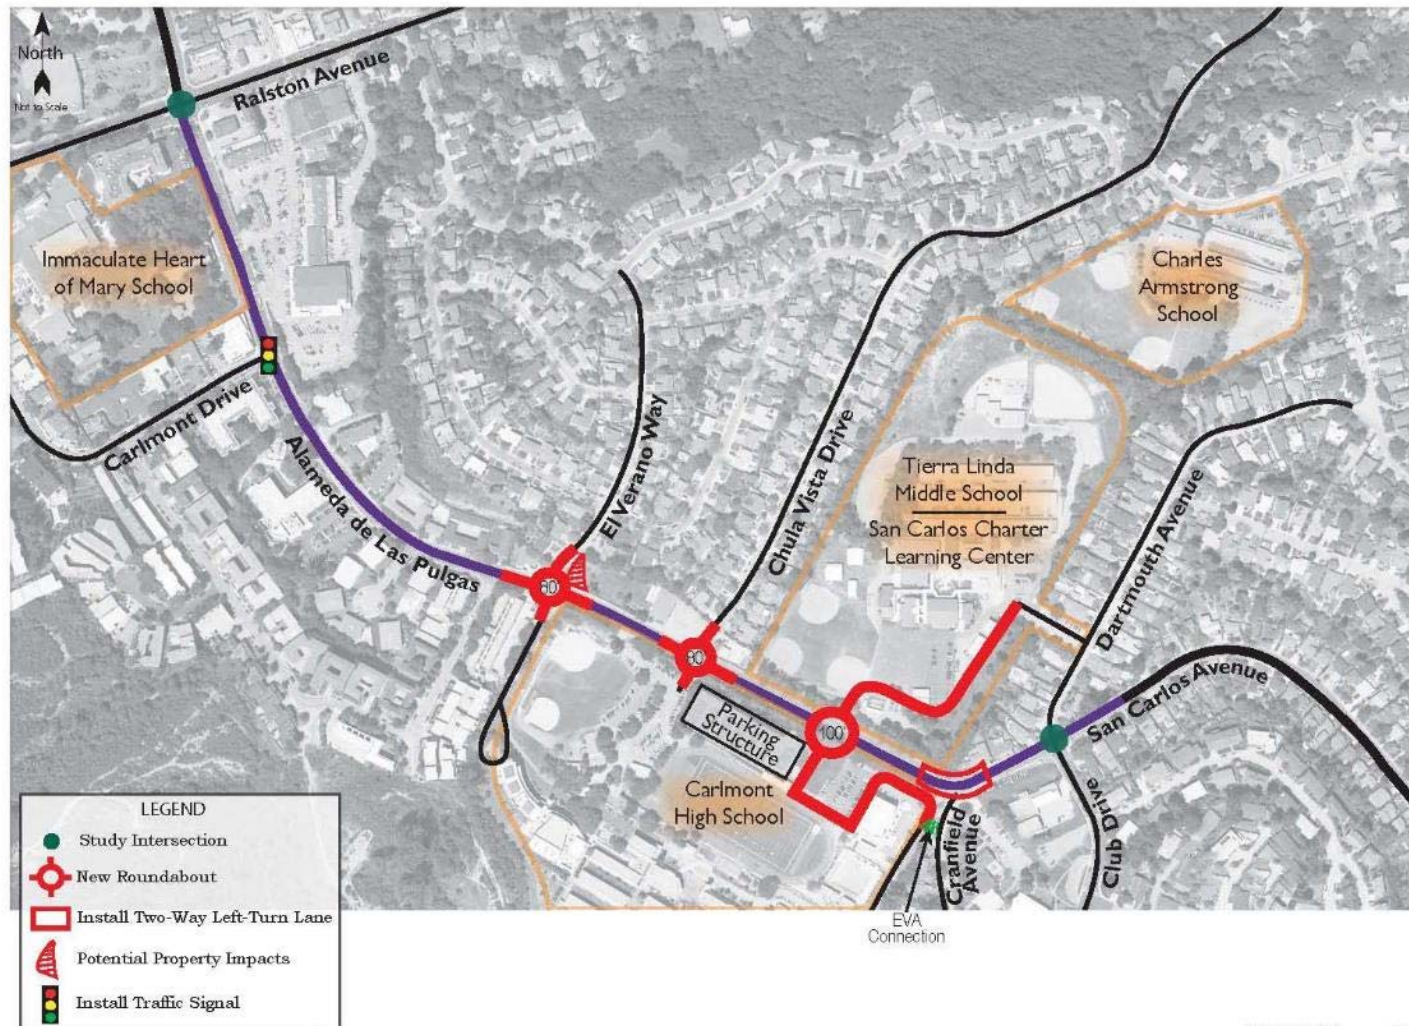 North
Not to Scale
Ralston Avenue
Immaculate Heart
of Mary School
Charles
Armstrong
School
Carlmont Drive
Alameda de Las Pulgas
El Verano Way
Chula Vista Drive
Tierra Linda
Middle School
San Carlos Charter
Learning Center
Dartmouth Avenue
80'
80'
100'
San Carlos Avenue
Parking
Structure
Carlmont
High School
Cranfield
Avenue
Club Drive
EVA
Connection
LEGEND
Study Intersection
New Roundabout
Install Two-Way Left-Turn Lane
Potential Property Impacts
Install Traffic Signal